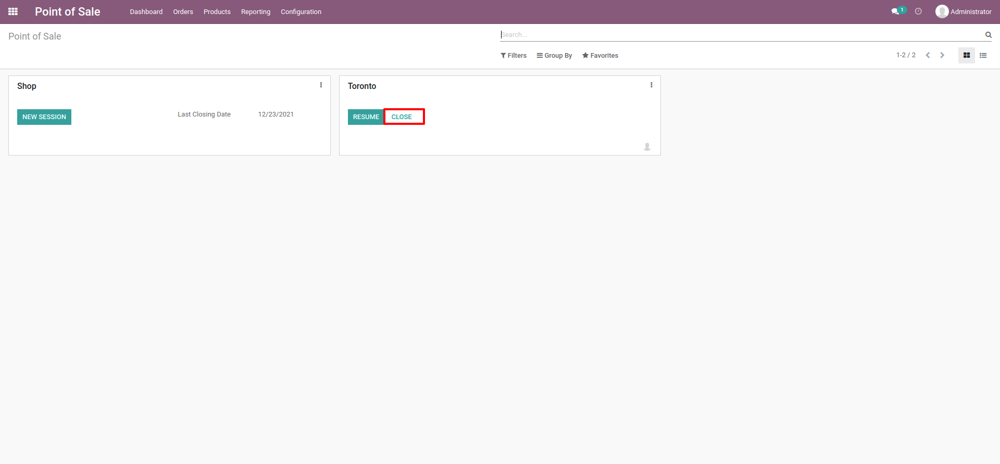 Point of Sale Dashboard Orders Products Reporting Configuration 1 Administrator
Point of Sale
Search...
Filters Group By Favorites 1-2 / 2
Shop
NEW SESSION Last Closing Date 12/23/2021
Toronto
RESUME CLOSE